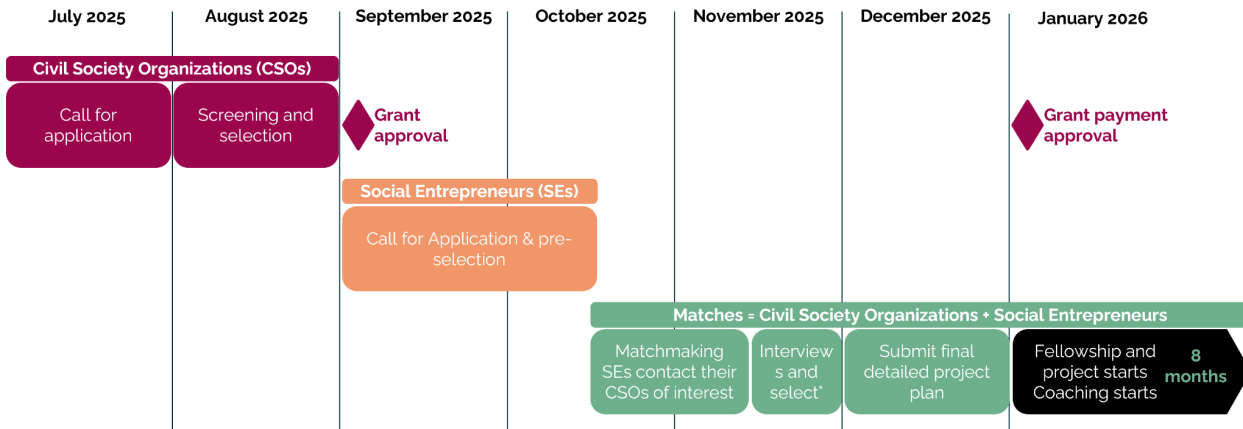 July 2025
August 2025
September 2025
October 2025
November 2025
December 2025
January 2026
Civil Society Organizations (CSOs)
Call for
application
Screening and
selection
Grant
approval
Grant payment
approval
Social Entrepreneurs (SEs)
Call for Application & pre-
selection
Matches = Civil Society Organizations + Social Entrepreneurs
Matchmaking
SEs contact their
CSOs of interest
Interview
s and
select*
Submit final
detailed project
plan
Fellowship and
project starts
Coaching starts
8
months